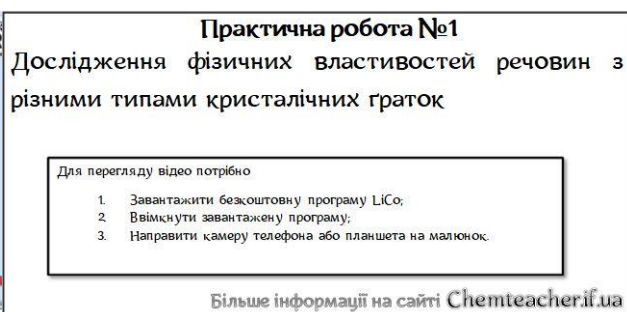 Практична робота №1
Дослідження фізичних властивостей речовин з
різними типами кристалічних ґраток
Для перегляду відео потрібно
1. Завантажити безкоштовну програму LiCo;
2. Ввімкнути завантажену програму;
3. Направити камеру телефона або планшета на малюнок.
Більше інформації на сайті Chemteacher.if.ua